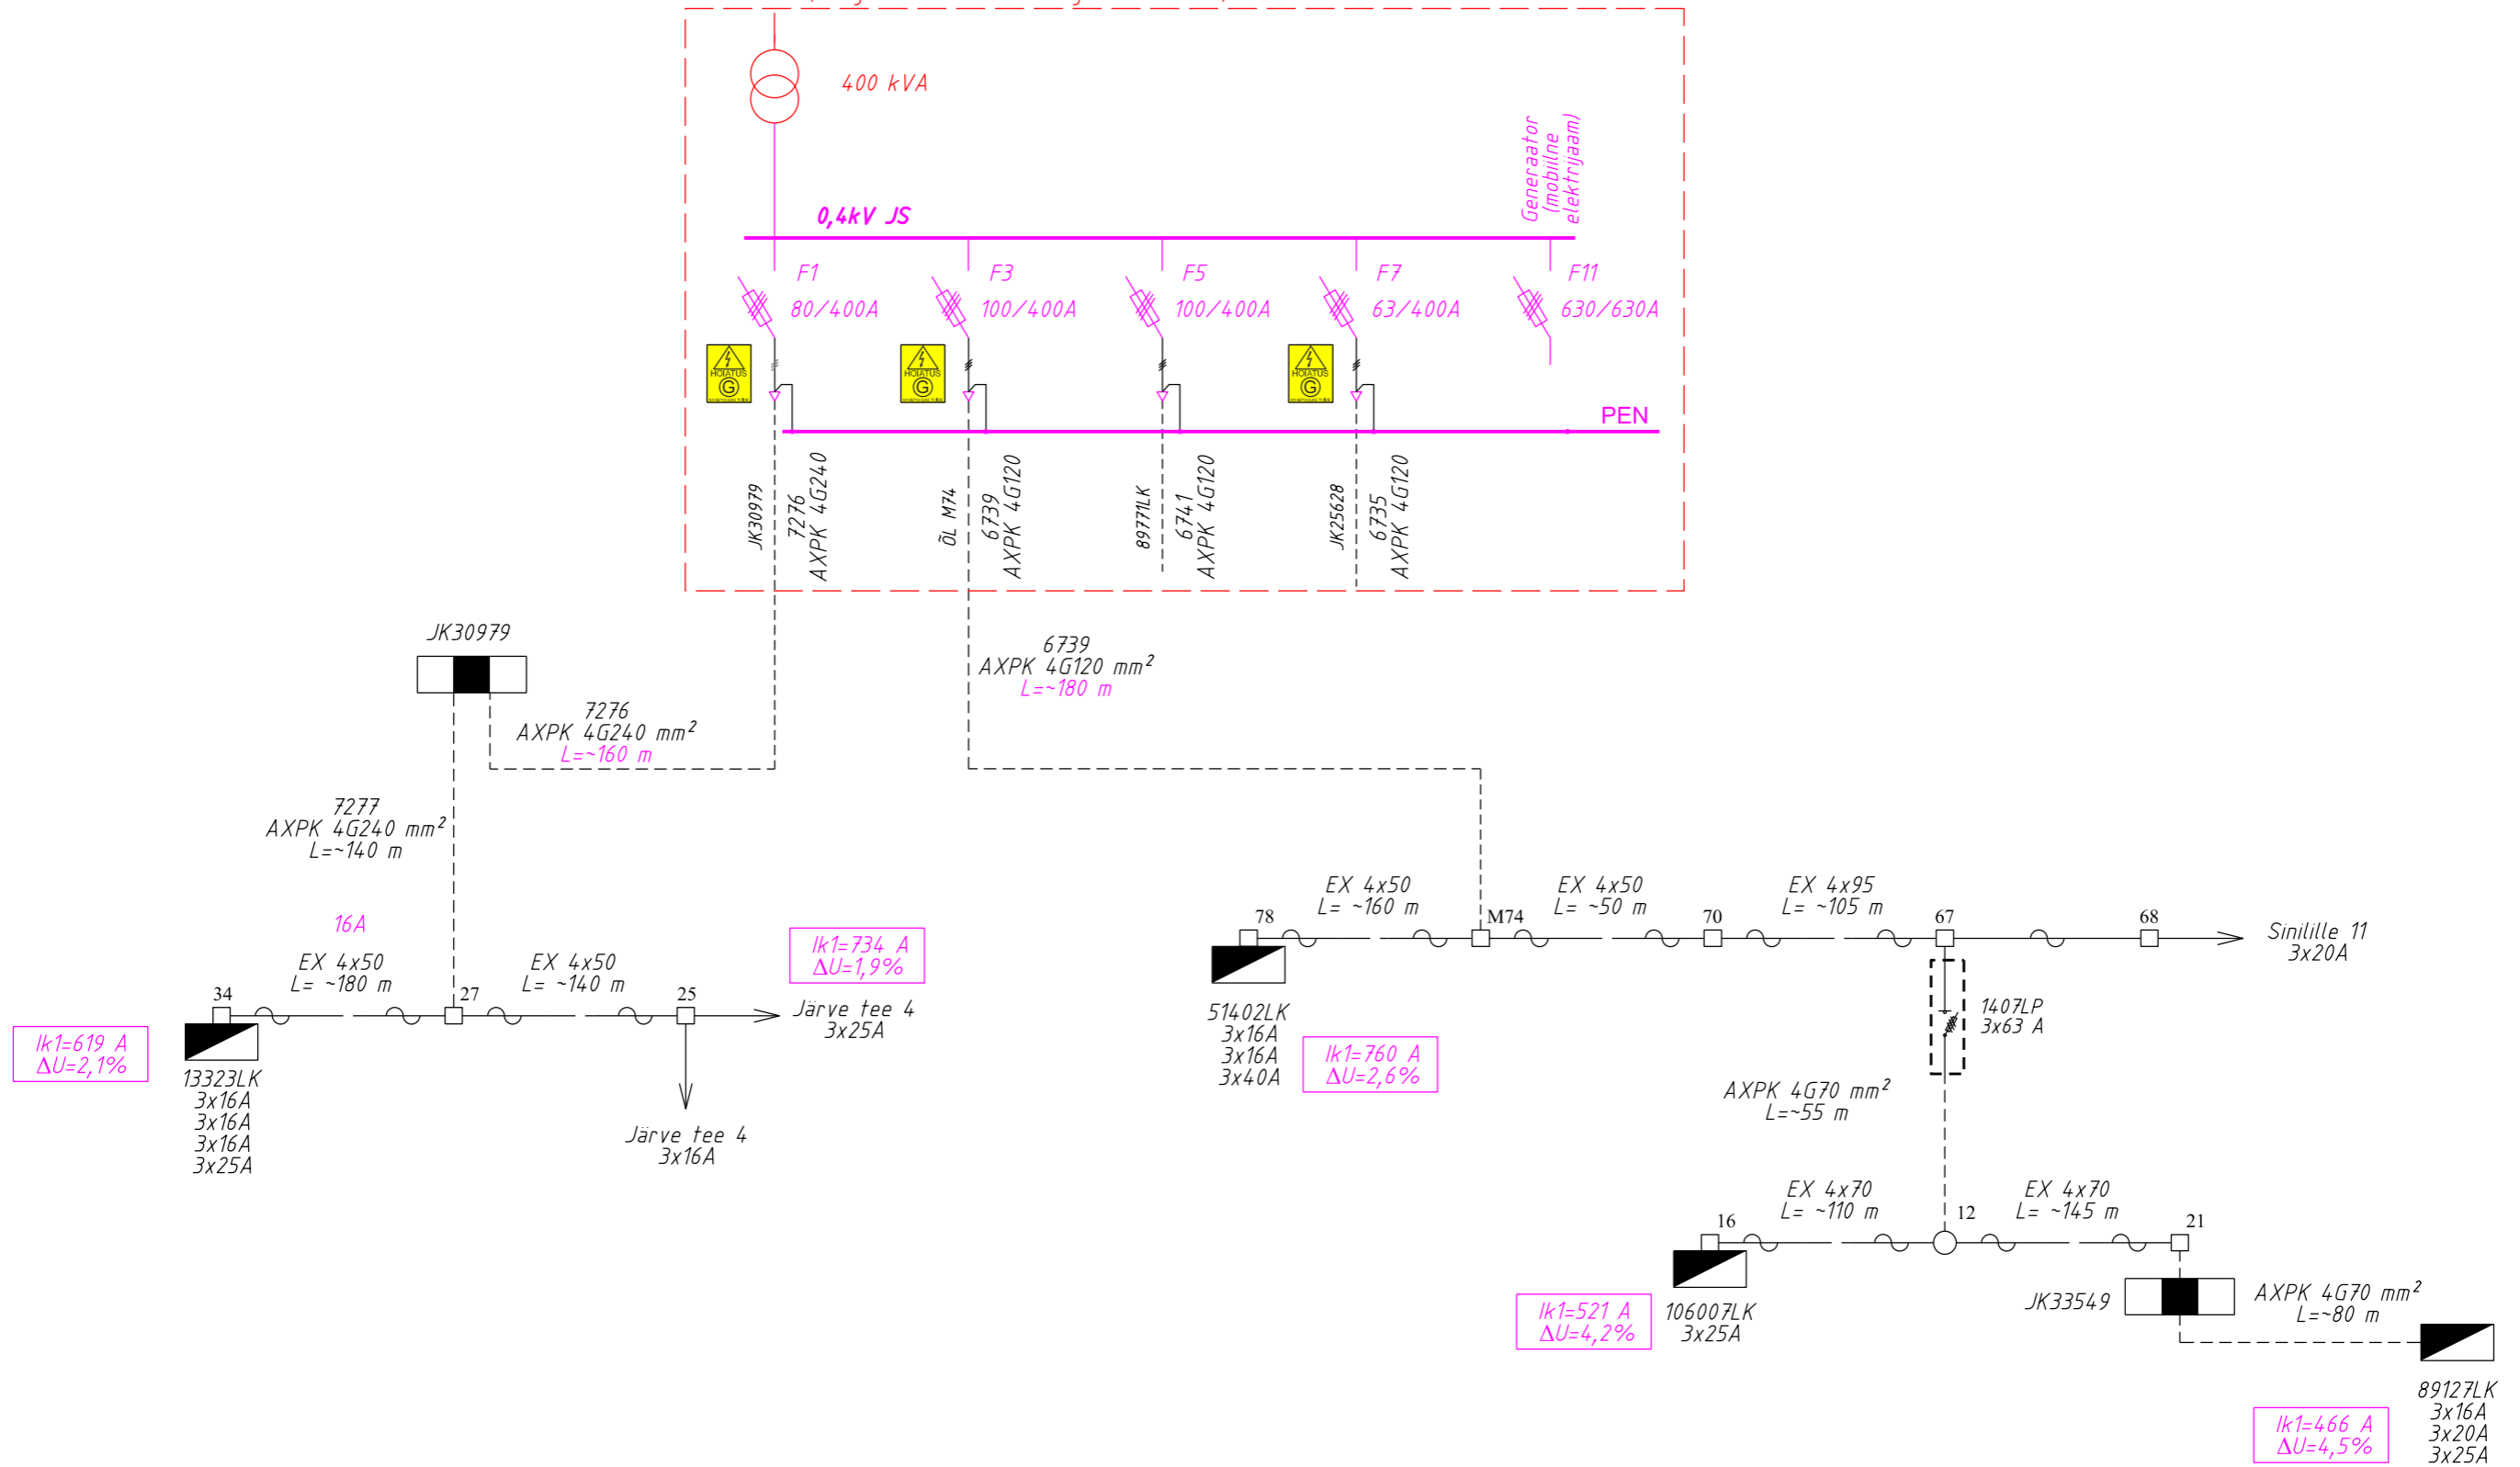 400 kVA
Generaator
(mobiilne
elektrijaam)
0,4kV JS
F1
80/400A
F3
100/400A
F5
100/400A
F7
63/400A
F11
630/630A
HOIATUS
G
HOIATUS
G
HOIATUS
G
PEN
JK30979
7276
AXPK 4G240
ÕL M74
6739
AXPK 4G120
89771LK
6741
AXPK 4G120
JK25628
6735
AXPK 4G120
JK30979
6739
AXPK 4G120 mm²
L=~180 m
7276
AXPK 4G240 mm²
L=~160 m
7277
AXPK 4G240 mm²
L=~140 m
16A
EX 4x50
L= ~180 m
EX 4x50
L= ~140 m
34
27
25
Ik1=734 A
ΔU=1,9%
Järve tee 4
3x25A
Ik1=619 A
ΔU=2,1%
13323LK
3x16A
3x16A
3x16A
3x25A
Järve tee 4
3x16A
EX 4x50
L= ~160 m
EX 4x50
L= ~50 m
EX 4x95
L= ~105 m
78
M74
70
67
68
Sinilille 11
3x20A
51402LK
3x16A
3x16A
3x40A
Ik1=760 A
ΔU=2,6%
1407LP
3x63 A
AXPK 4G70 mm²
L=~55 m
EX 4x70
L= ~110 m
EX 4x70
L= ~145 m
16
12
21
Ik1=521 A
ΔU=4,2%
106007LK
3x25A
JK33549
AXPK 4G70 mm²
L=~80 m
89127LK
3x16A
3x20A
3x25A
Ik1=466 A
ΔU=4,5%